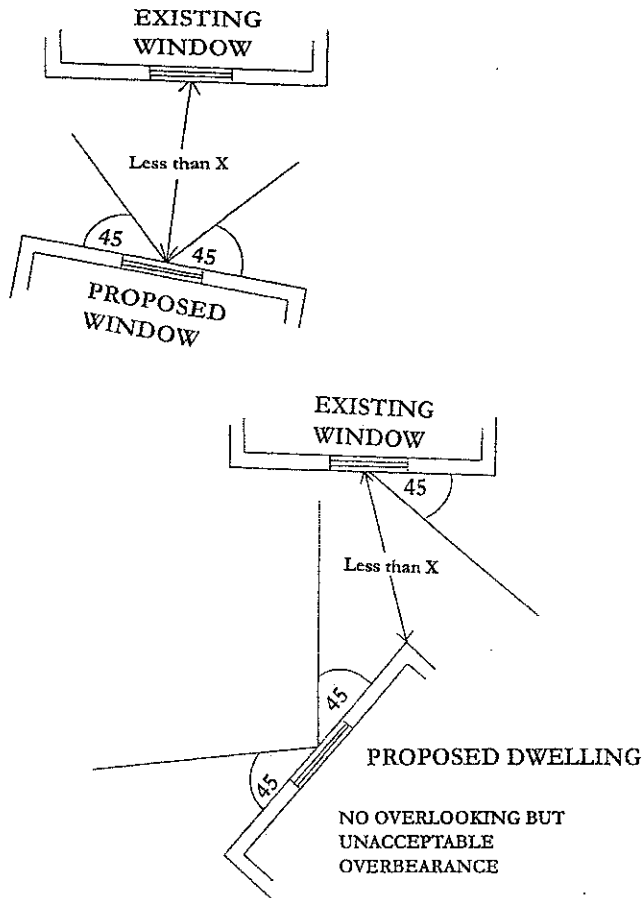 EXISTING
WINDOW
Less than X
45
45
PROPOSED
WINDOW
EXISTING
WINDOW
45
Less than X
45
45
PROPOSED DWELLING
NO OVERLOOKING BUT
UNACCEPTABLE
OVERBEARANCE